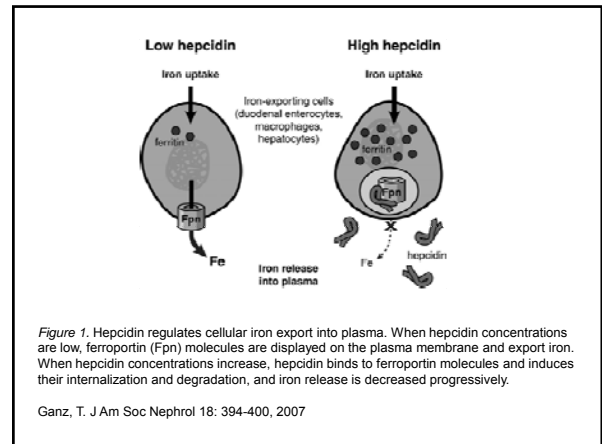 Low hepcidin
High hepcidin
Iron uptake
Iron uptake
Iron-exporting cells
(duodenal enterocytes,
macrophages,
hepatocytes)
ferritin
ferritin
Fpn
Fpn
Fe
Fe
hepcidin
Iron release
into plasma
Figure 1. Hepcidin regulates cellular iron export into plasma. When hepcidin concentrations
are low, ferroportin (Fpn) molecules are displayed on the plasma membrane and export iron.
When hepcidin concentrations increase, hepcidin binds to ferroportin molecules and induces
their internalization and degradation, and iron release is decreased progressively.
Ganz, T. J Am Soc Nephrol 18: 394-400, 2007